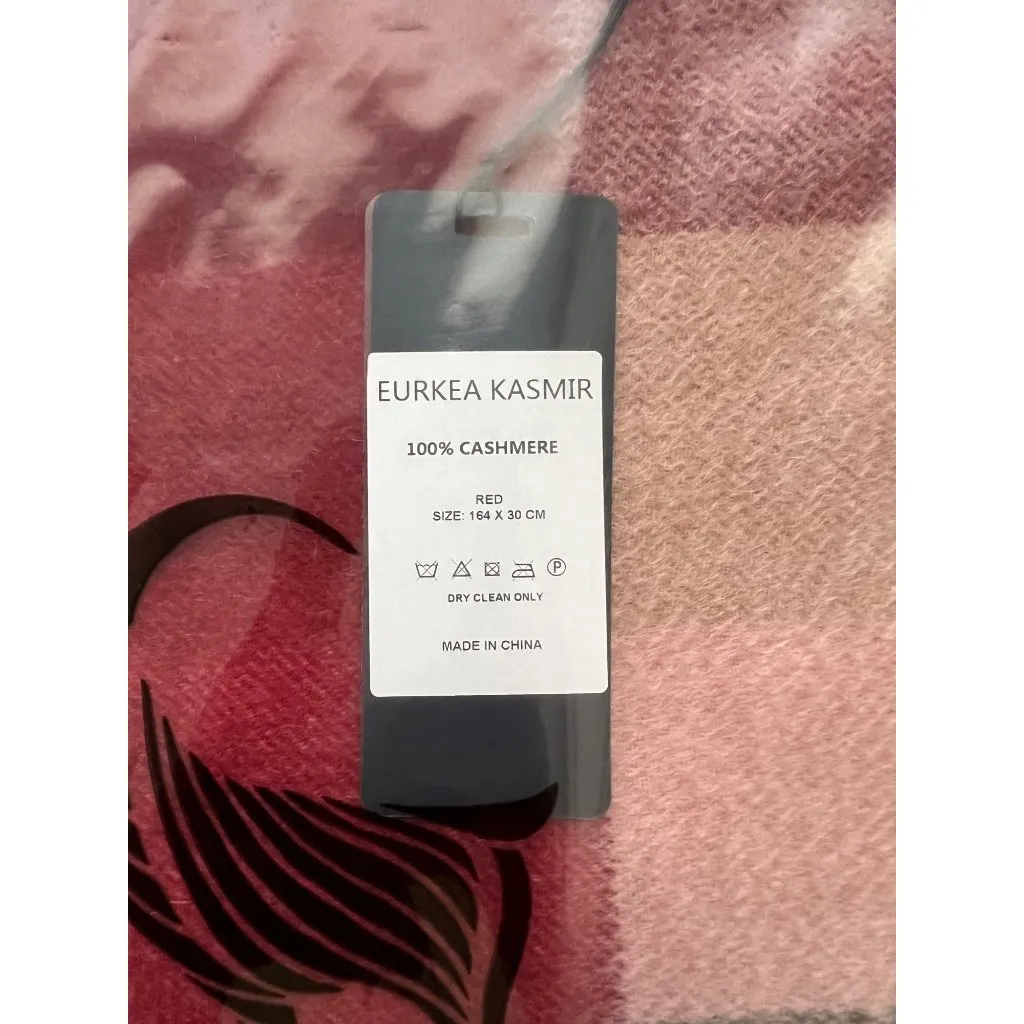 EURKEA KASMIR
100% CASHMERE
RED
SIZE: 164 X 30 CM
P
DRY CLEAN ONLY
MADE IN CHINA